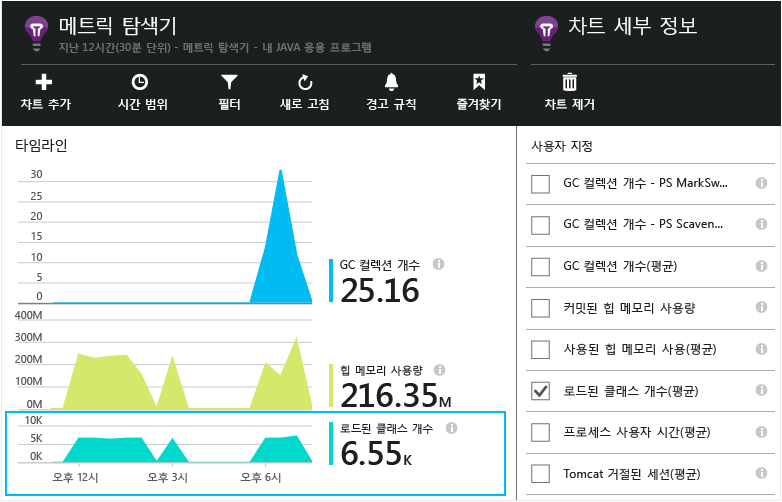 메트릭 탐색기
지난 12시간(30분 단위) - 메트릭 탐색기 - 내 JAVA 응용 프로그램
차트 추가
시간 범위
필터
새로 고침
경고 규칙
즐겨찾기
타임라인
30
25
20
15
10
5
0
GC 컬렉션 개수
25.16
400M
300M
200M
100M
0M
힙 메모리 사용량
216.35M
10K
5K
0K
로드된 클래스 개수
6.55K
오후 12시
오후 3시
오후 6시
차트 세부 정보
차트 제거
사용자 지정
GC 컬렉션 개수 - PS MarkSw...
GC 컬렉션 개수 - PS Scaven...
GC 컬렉션 개수(평균)
커밋된 힙 메모리 사용량
사용된 힙 메모리 사용(평균)
로드된 클래스 개수(평균)
프로세스 사용자 시간(평균)
Tomcat 거절된 세션(평균)